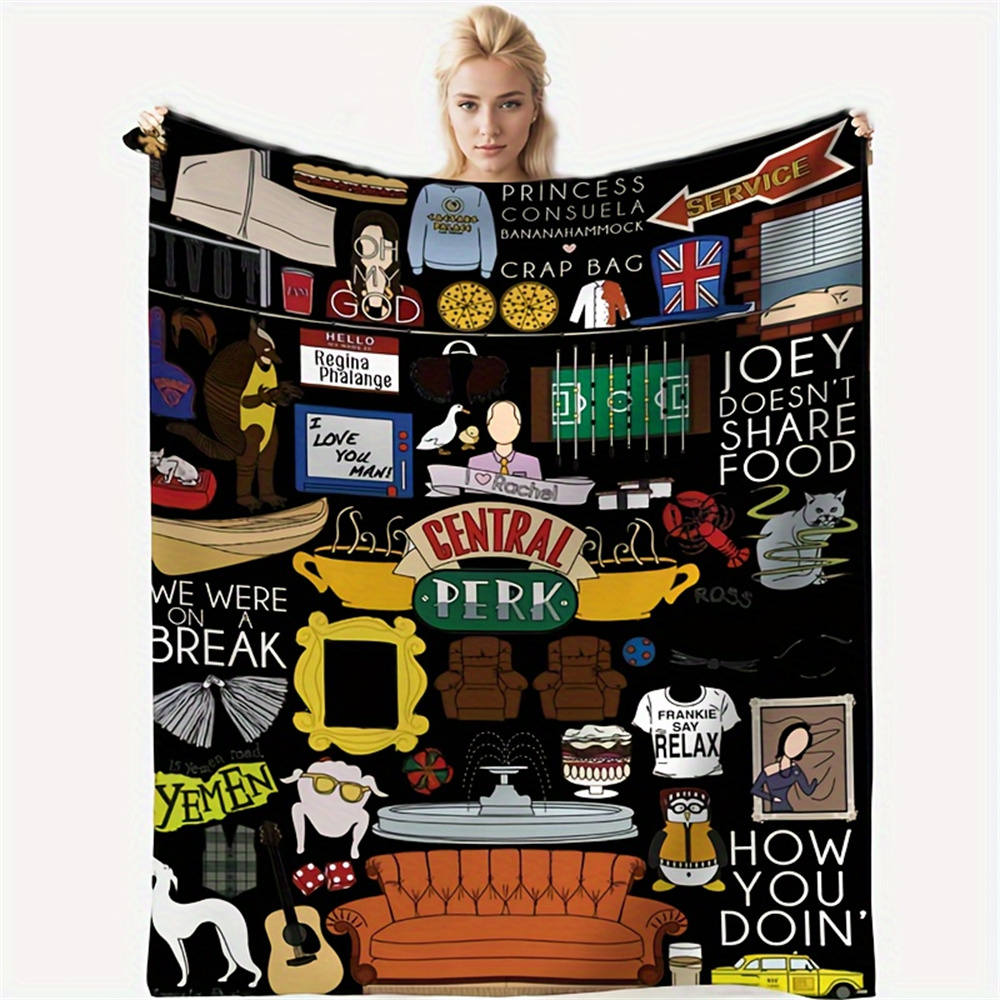 PRINCESS
CONSUELA
BANANAHAMMOCK
CRAP BAG
SERVICE
CAESARS
PALACE
PIVOT
OH
MY
GOD
HELLO
Regina
Phalange
I
LOVE
YOU
MAN!
I ♥ Rachel
JOEY
DOESN'T
SHARE
FOOD
CENTRAL
PERK
ROSS
WE WERE
ON A
BREAK
FRANKIE
SAY
RELAX
15 Yemen road
YEMEN
HOW
YOU
DOIN'